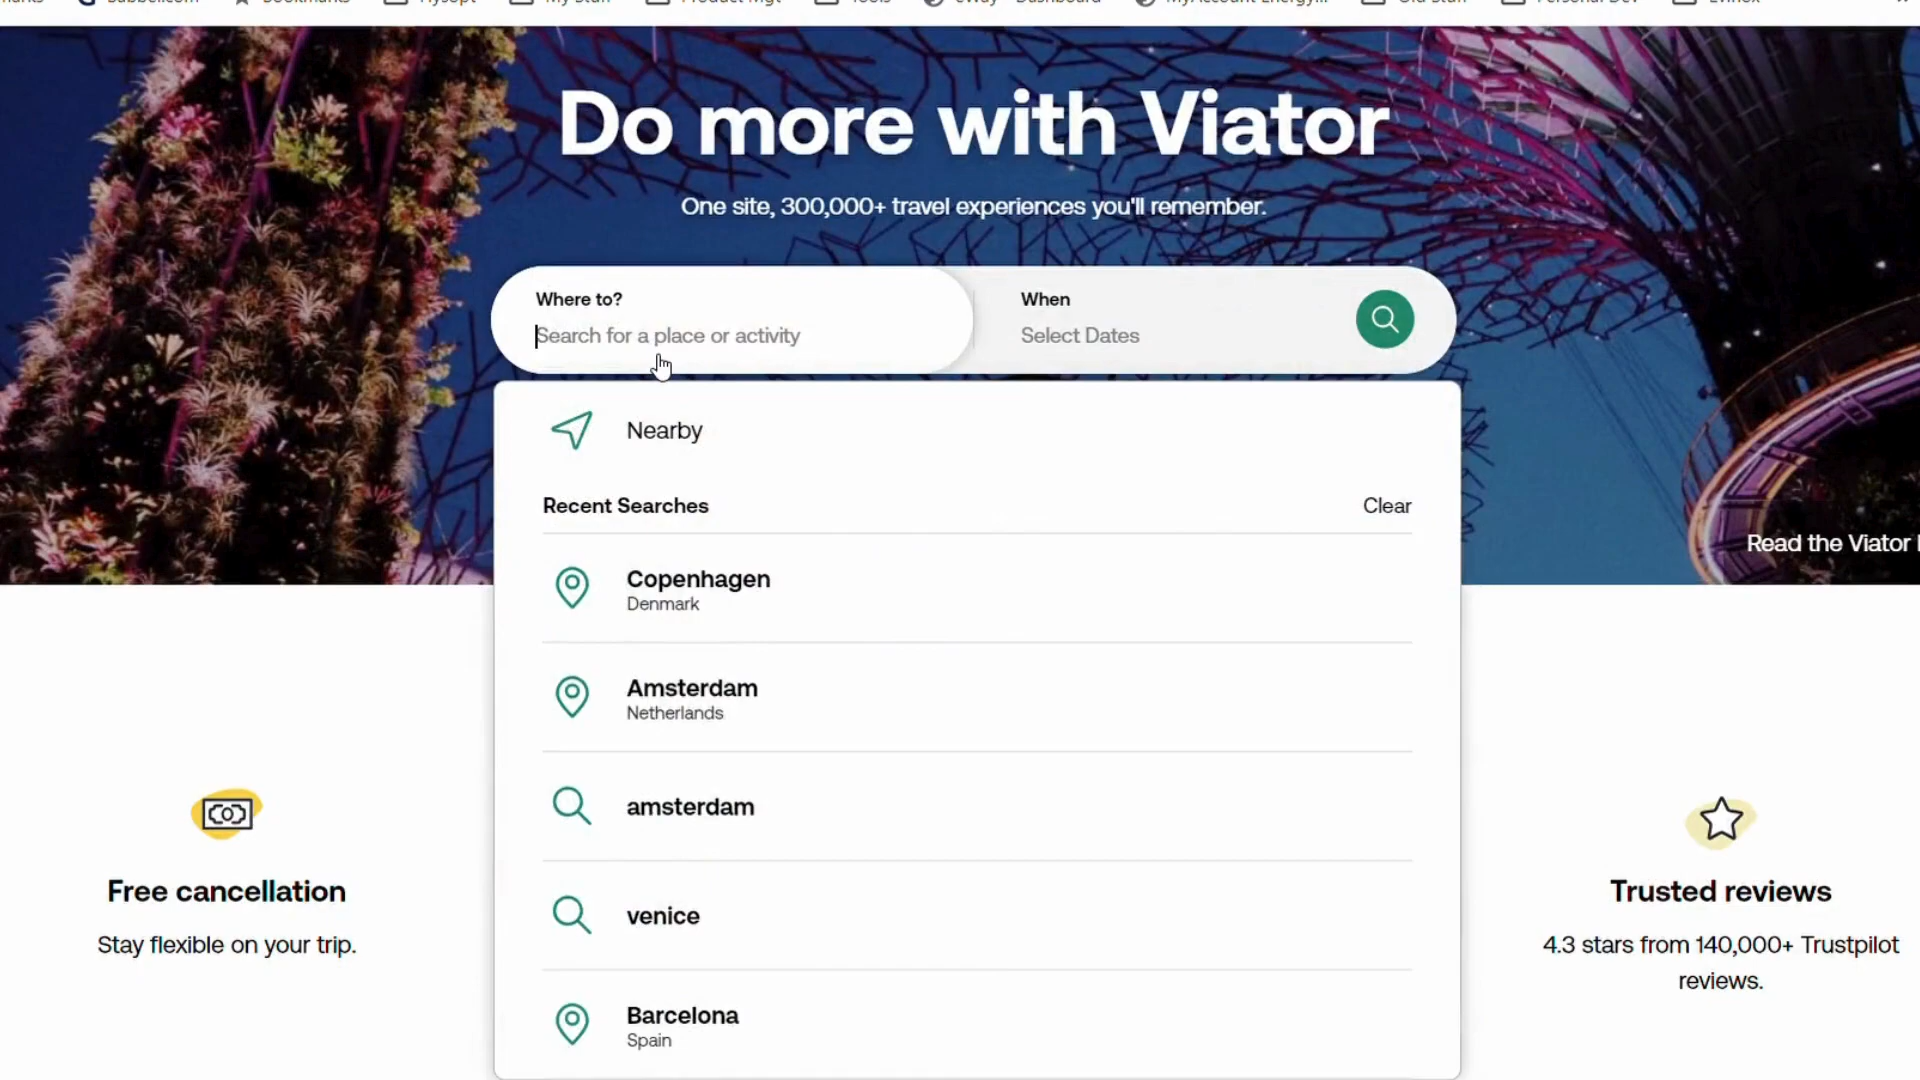 Do more with Viator
One site, 300,000+ travel experiences you'll remember.
Where to?
Search for a place or activity
When
Select Dates
Nearby
Recent Searches
Clear
Copenhagen
Denmark
Read the Viator
Amsterdam
Netherlands
amsterdam
venice
Barcelona
Spain
Free cancellation
Stay flexible on your trip.
Trusted reviews
4.3 stars from 140,000+ Trustpilot
reviews.